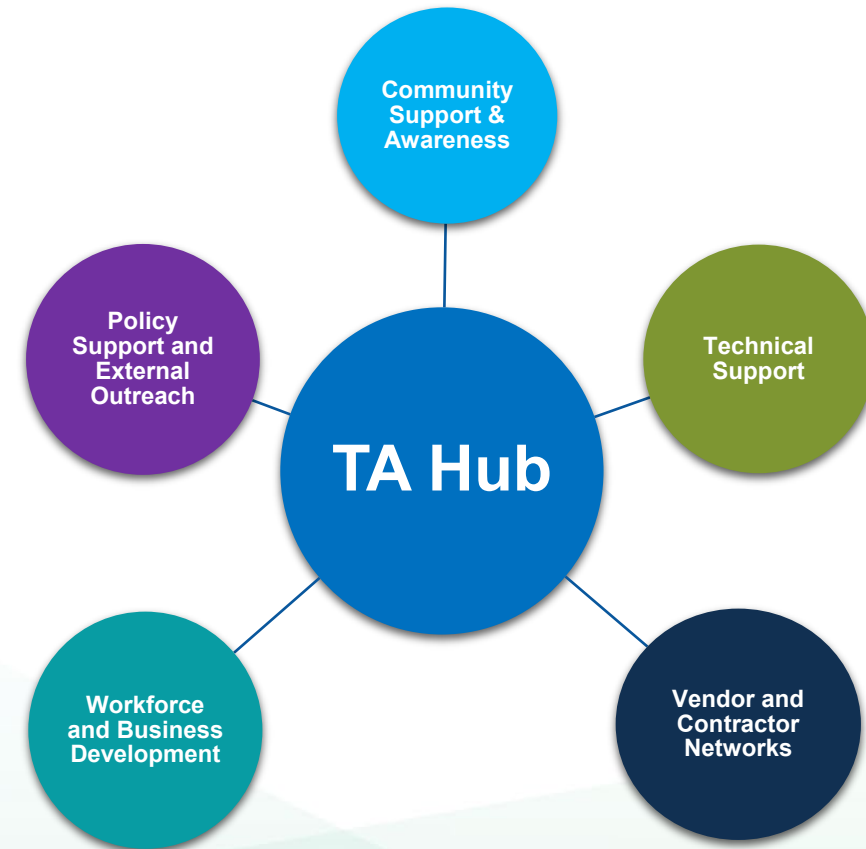 Community
Support &
Awareness
Policy
Support and
External
Outreach
Technical
Support
TA Hub
Workforce
and Business
Development
Vendor and
Contractor
Networks